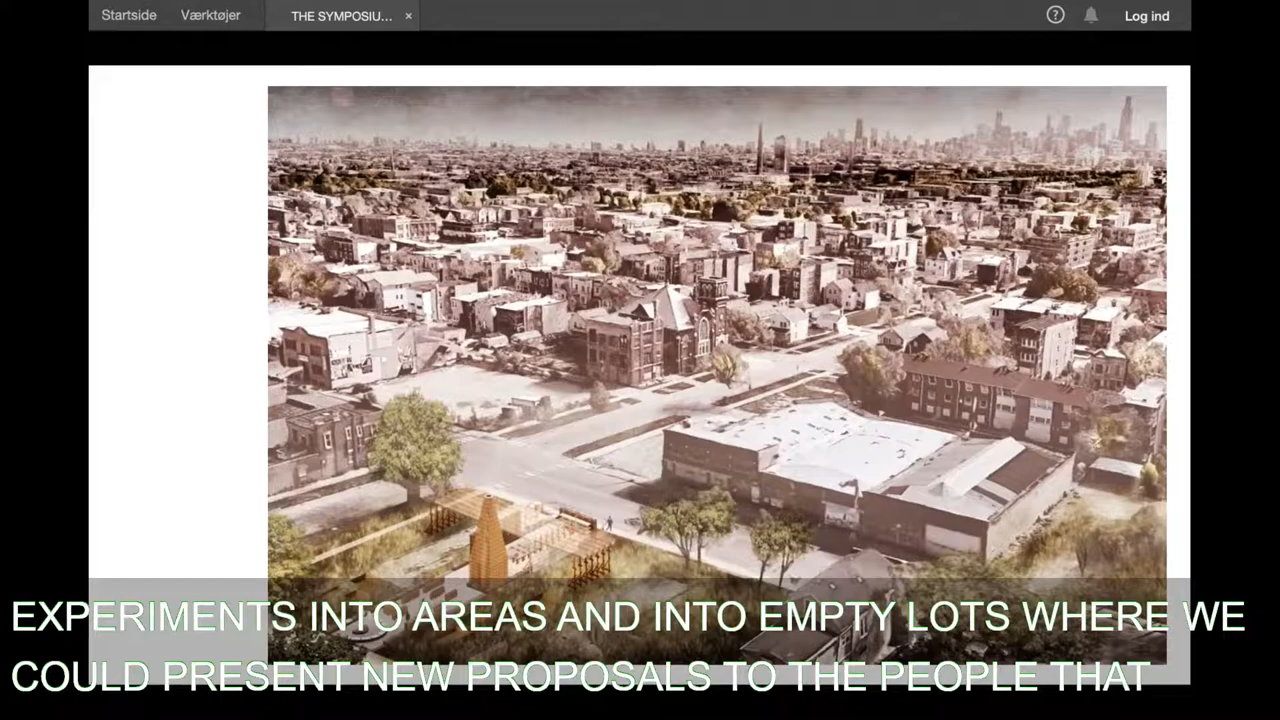 Startside Værktøjer THE SYMPOSIU... × ? Log ind
EXPERIMENTS INTO AREAS AND INTO EMPTY LOTS WHERE WE
COULD PRESENT NEW PROPOSALS TO THE PEOPLE THAT